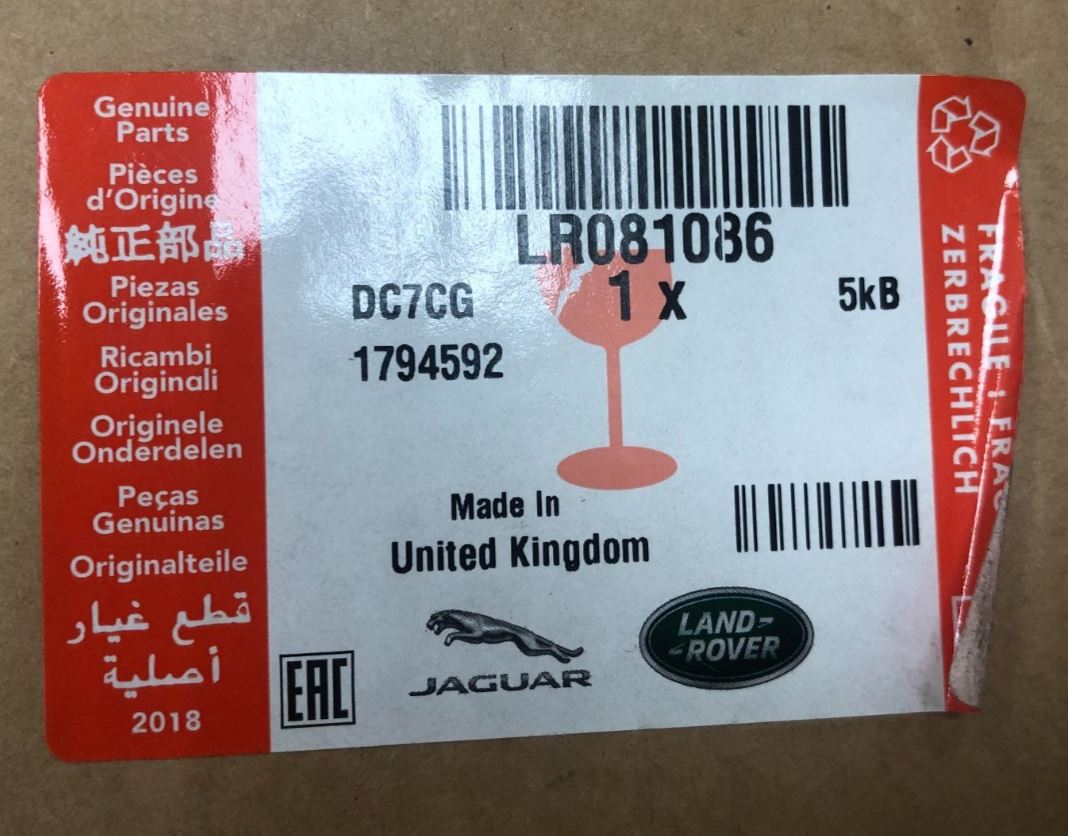 Genuine
Parts
Pièces
d'Origine
純正部品
Piezas
Originales
Ricambi
Originali
Originele
Onderdelen
Peças
Genuinas
Originalteile
قطع غيار
أصلية
2018
LR081086
DC7CG
1 x
5kB
1794592
Made In
United Kingdom
EAC
JAGUAR
LAND-
-ROVER
FRAGILE ; FRAG
ZERBRECHLICH